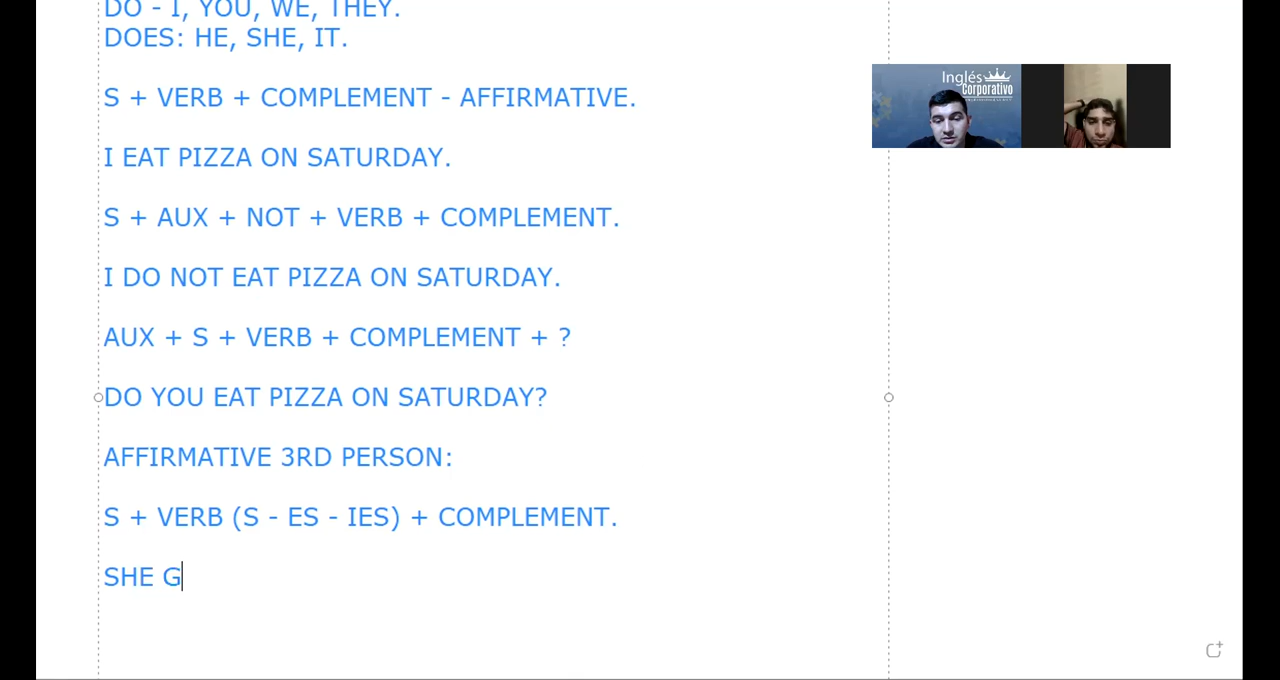 DO - I, YOU, WE, THEY.
DOES: HE, SHE, IT.
S + VERB + COMPLEMENT - AFFIRMATIVE.
I EAT PIZZA ON SATURDAY.
S + AUX + NOT + VERB + COMPLEMENT.
I DO NOT EAT PIZZA ON SATURDAY.
AUX + S + VERB + COMPLEMENT + ?
DO YOU EAT PIZZA ON SATURDAY?
AFFIRMATIVE 3RD PERSON:
S + VERB (S - ES - IES) + COMPLEMENT.
SHE G
Inglés
Corporativo